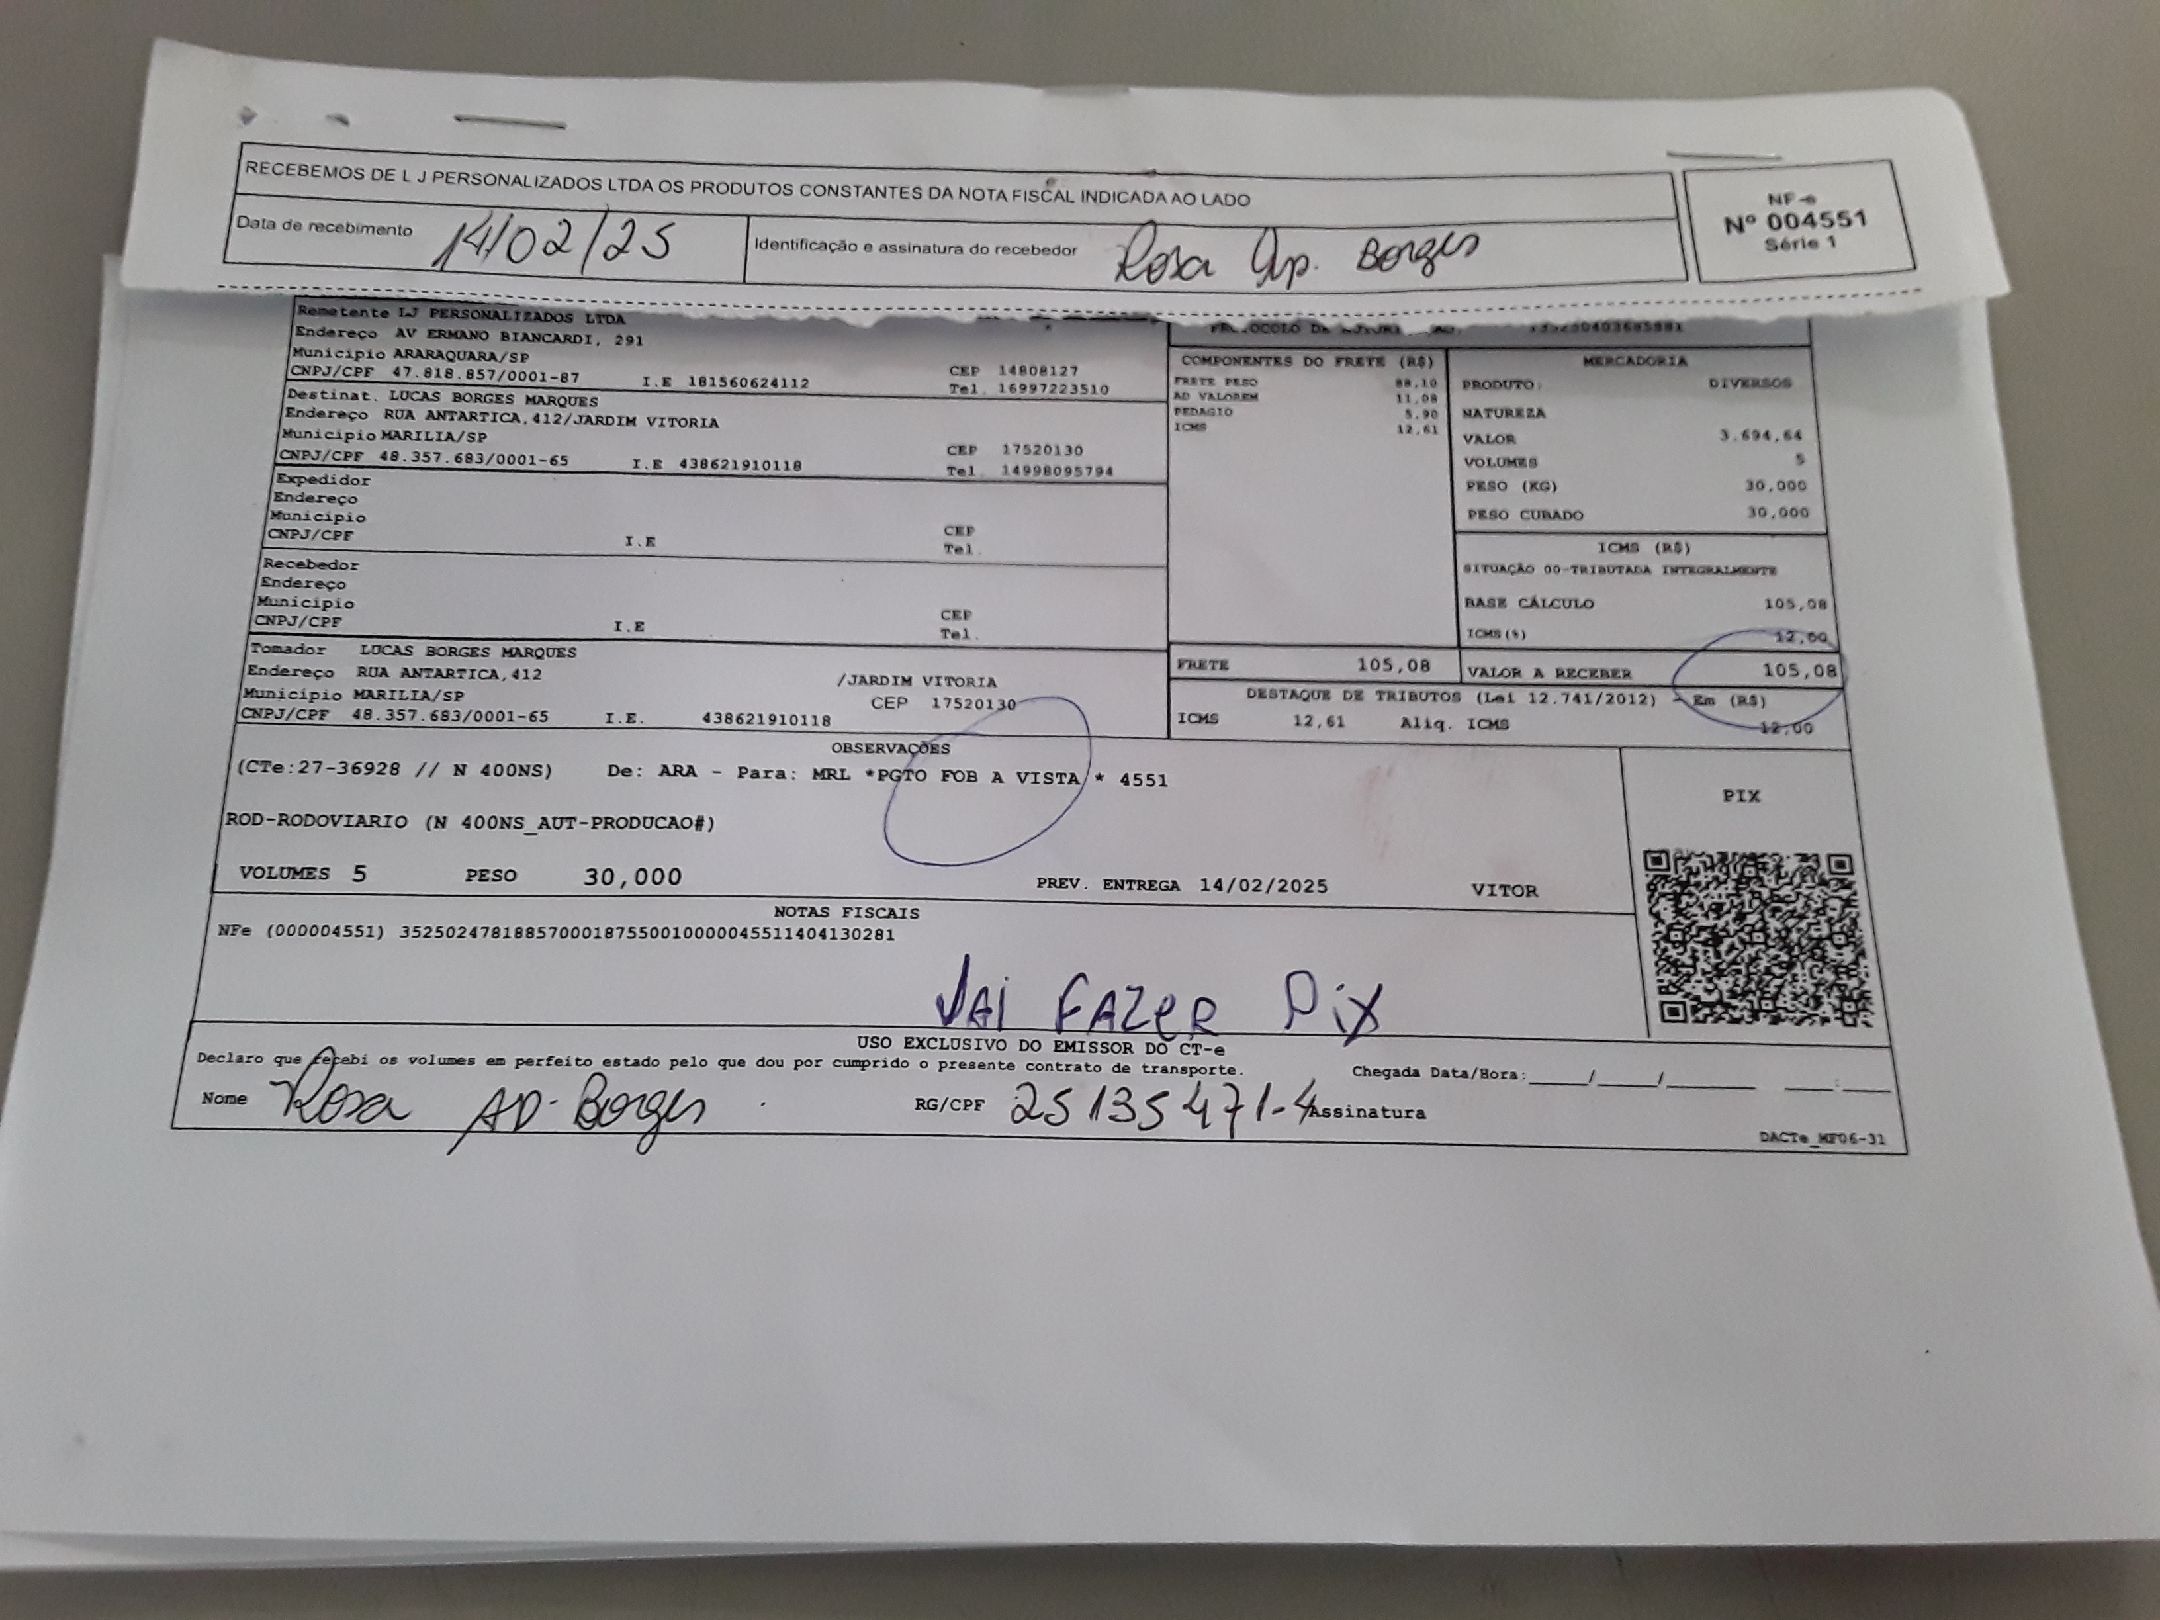 RECEBEMOS DE L J PERSONALIZADOS LTDA OS PRODUTOS CONSTANTES DA NOTA FISCAL INDICADA AO LADO
NF-e
Nº 004551
Série 1
Data de recebimento 14/02/25
Identificação e assinatura do recebedor Rosa Ap. Borges
Remetente LJ PERSONALIZADOS LTDA
Endereço AV ERMANO BIANCARDI, 291
Município ARARAQUARA/SP CEP 14808127
CNPJ/CPF 47.818.857/0001-87 I.E 181560624112 Tel. 16997223510
Destinat. LUCAS BORGES MARQUES
Endereço RUA ANTARTICA,412/JARDIM VITORIA
Município MARILIA/SP CEP 17520130
CNPJ/CPF 48.357.683/0001-65 I.E 438621910118 Tel. 14998095794
Expedidor
Endereço
Município CEP
CNPJ/CPF I.E Tel.
Recebedor
Endereço
Município CEP
CNPJ/CPF I.E Tel.
Tomador LUCAS BORGES MARQUES
Endereço RUA ANTARTICA,412 /JARDIM VITORIA
Município MARILIA/SP CEP 17520130
CNPJ/CPF 48.357.683/0001-65 I.E. 438621910118
COMPONENTES DO FRETE (R$)
FRETE PESO 88,10
AD VALOREM 11,08
PEDAGIO 5,90
ICMS 12,61
FRETE 105,08
MERCADORIA
PRODUTO: DIVERSOS
NATUREZA
VALOR 3.694,64
VOLUMES 5
PESO (KG) 30,000
PESO CUBADO 30,000
ICMS (R$)
SITUAÇÃO 00-TRIBUTADA INTEGRALMENTE
BASE CÁLCULO 105,08
ICMS(%) 12,00
VALOR A RECEBER 105,08
DESTAQUE DE TRIBUTOS (Lei 12.741/2012) - Em (R$)
ICMS 12,61 Aliq. ICMS 12,00
OBSERVAÇÕES
(CTe:27-36928 // N 400NS) De: ARA - Para: MRL *PGTO FOB A VISTA * 4551
ROD-RODOVIARIO (N 400NS_AUT-PRODUCAO#)
VOLUMES 5 PESO 30,000 PREV. ENTREGA 14/02/2025 VITOR
PIX
NOTAS FISCAIS
NFe (000004551) 35250247818857000187550010000045511404130281
VAI FAZER PiX
USO EXCLUSIVO DO EMISSOR DO CT-e
Declaro que recebi os volumes em perfeito estado pelo que dou por cumprido o presente contrato de transporte.
Chegada Data/Hora:____/____/______ ___:___
Nome Rosa AP. Borges RG/CPF 25135471-4 Assinatura
DACTe_MF06-31